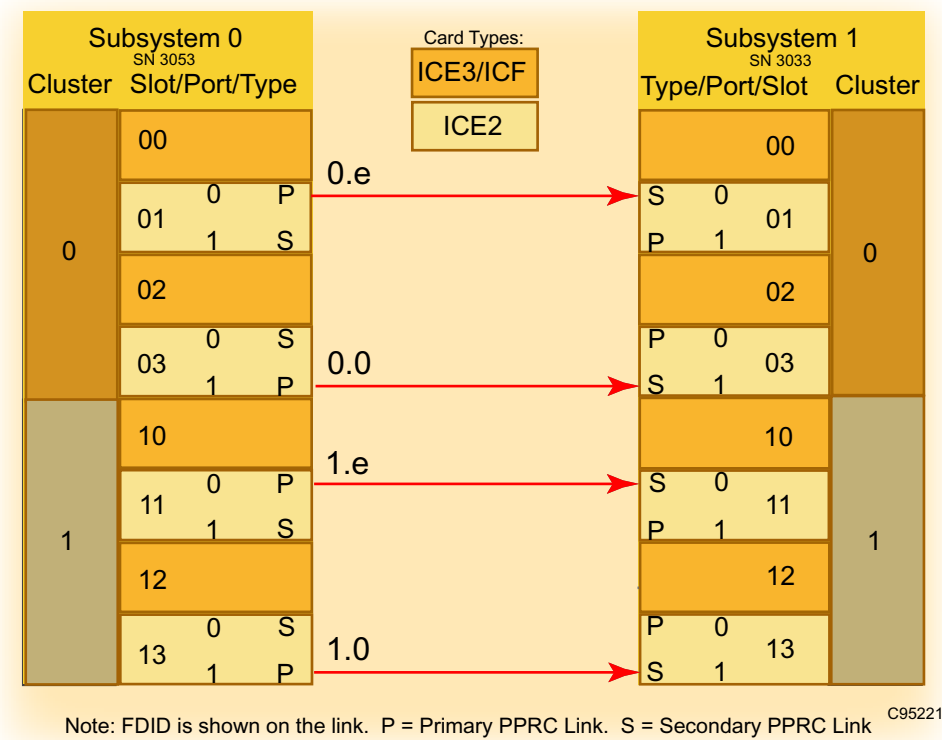 Subsystem 0
SN 3053
Cluster Slot/Port/Type
Card Types:
ICE3/ICF
ICE2
Subsystem 1
SN 3033
Type/Port/Slot Cluster
0
00
01 0 P
1 S
02
03 0 S
1 P
1
10
11 0 P
1 S
12
13 0 S
1 P
0.e
0.0
1.e
1.0
00
S 0 01
P 1
02
P 0 03
S 1
0
10
S 0 11
P 1
12
P 0 13
S 1
1
Note: FDID is shown on the link. P = Primary PPRC Link. S = Secondary PPRC Link
C95221